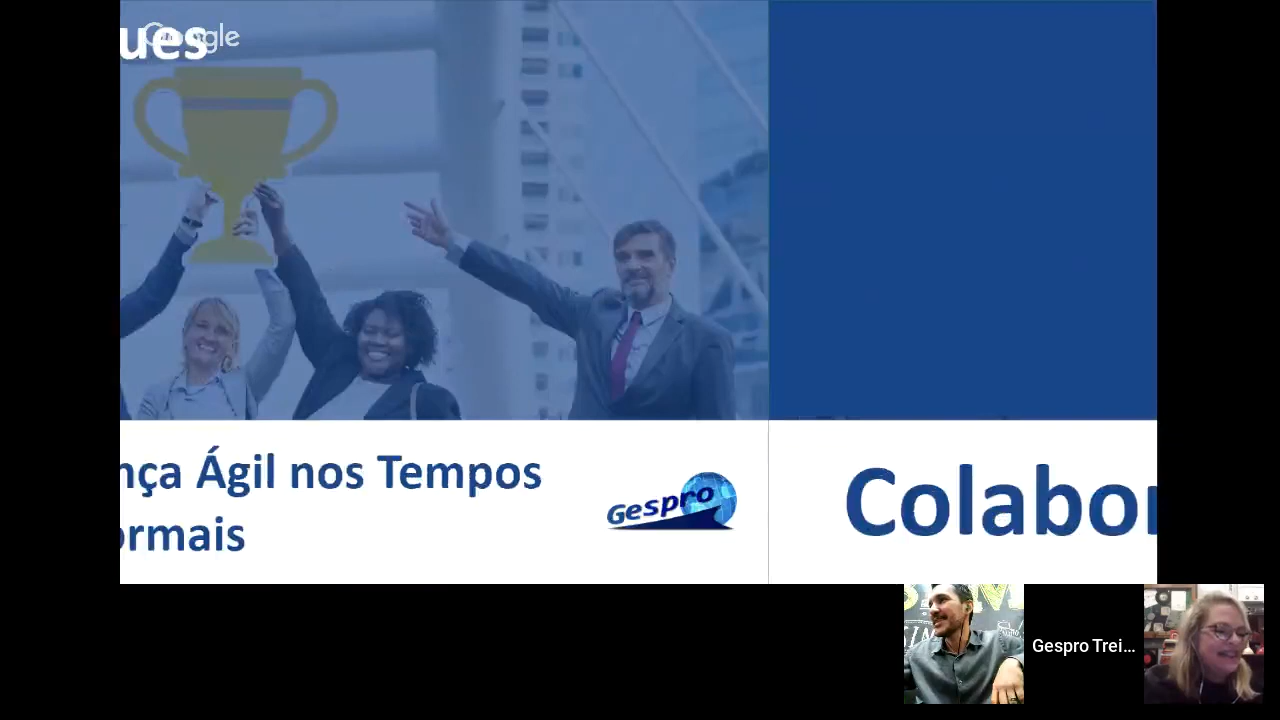 ues
Google
nça Ágil nos Tempos
ormais
Gespro
Colabor
Gespro Trei...